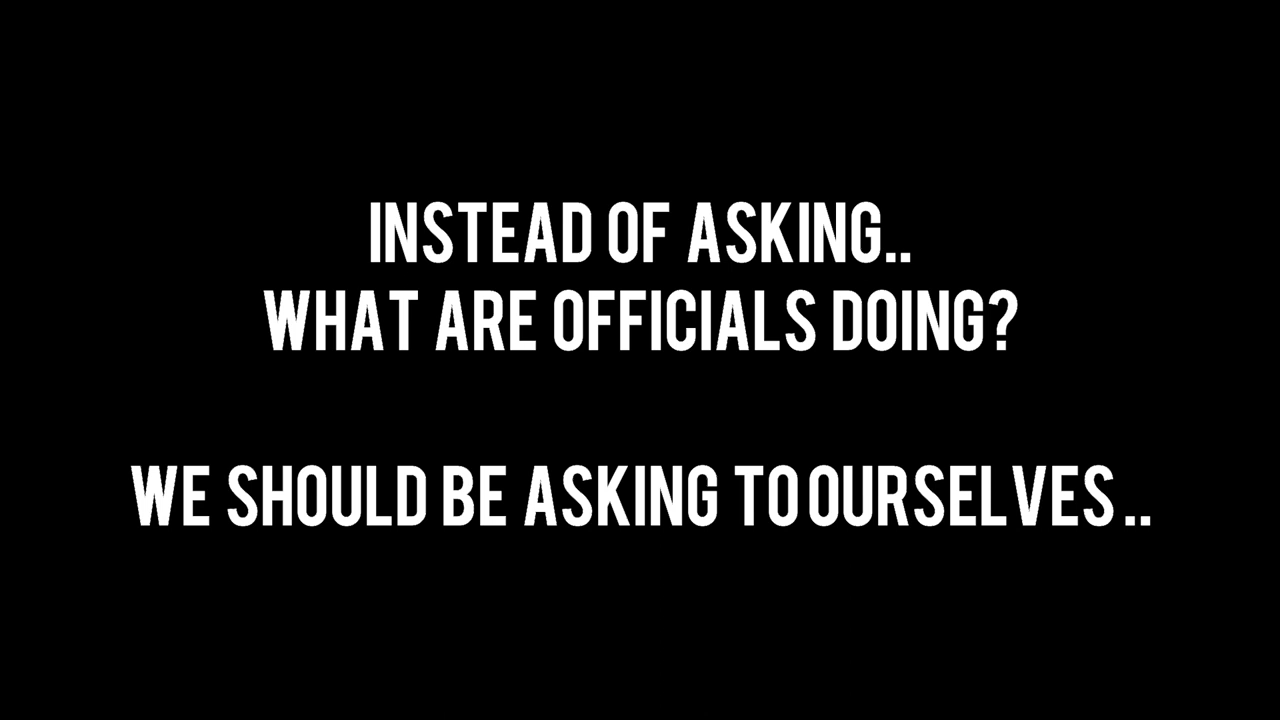 INSTEAD OF ASKING..
WHAT ARE OFFICIALS DOING?
WE SHOULD BE ASKING TO OURSELVES ..